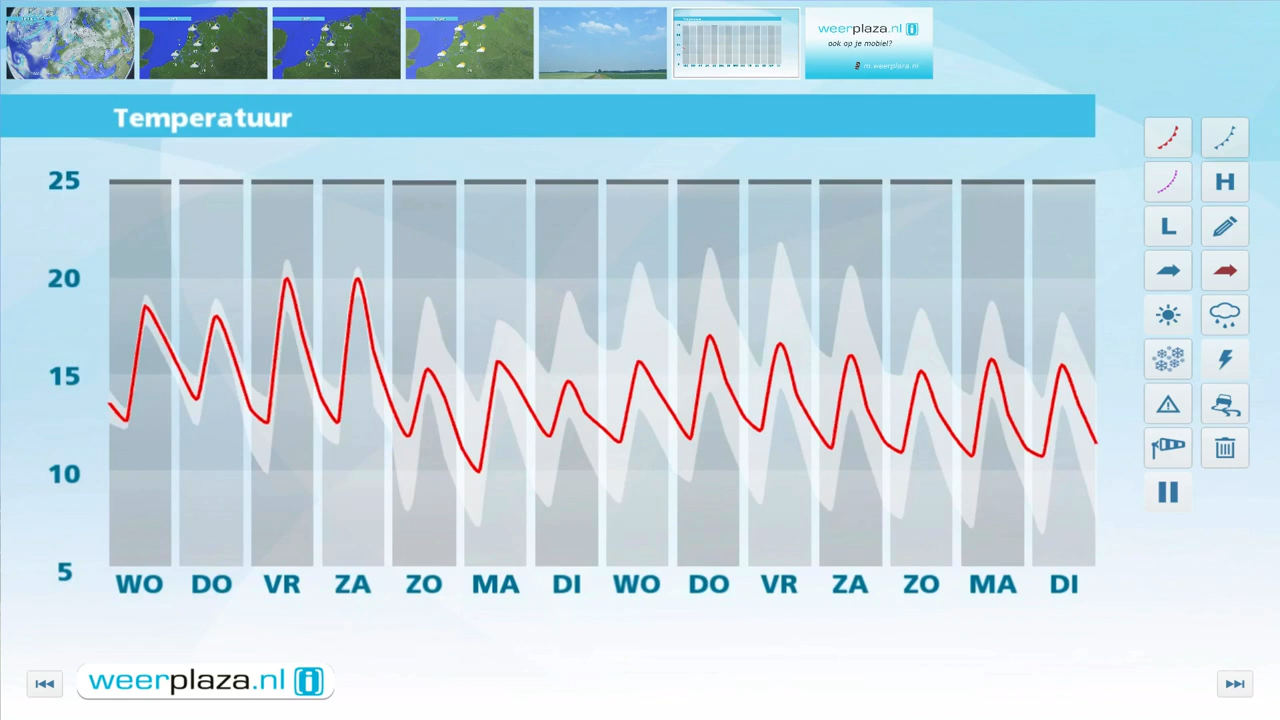 weerplaza.nl
ook op je mobiel?
m.weerplaza.nl
Temperatuur
25
20
15
10
5
H
L
WO DO VR ZA ZO MA DI WO DO VR ZA ZO MA DI
weerplaza.nl